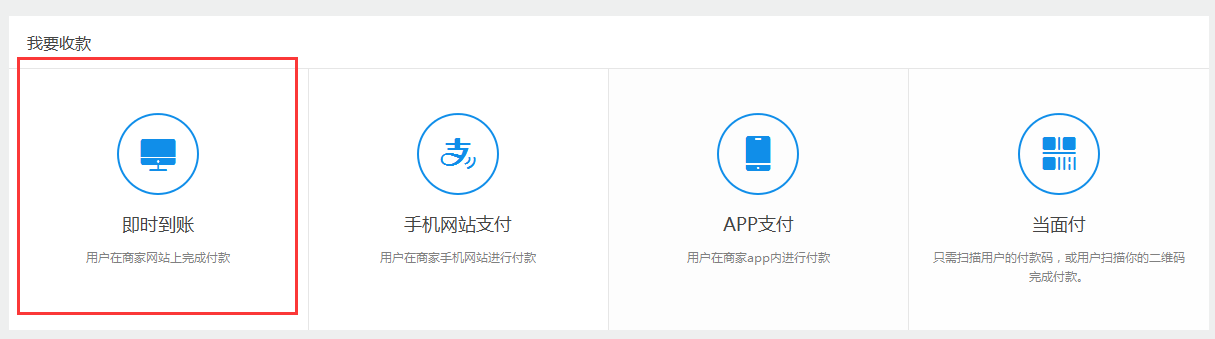 我要收款
即时到账
用户在商家网站上完成付款
手机网站支付
用户在商家手机网站进行付款
APP支付
用户在商家app内进行付款
当面付
只需扫描用户的付款码，或用户扫描你的二维码
完成付款。